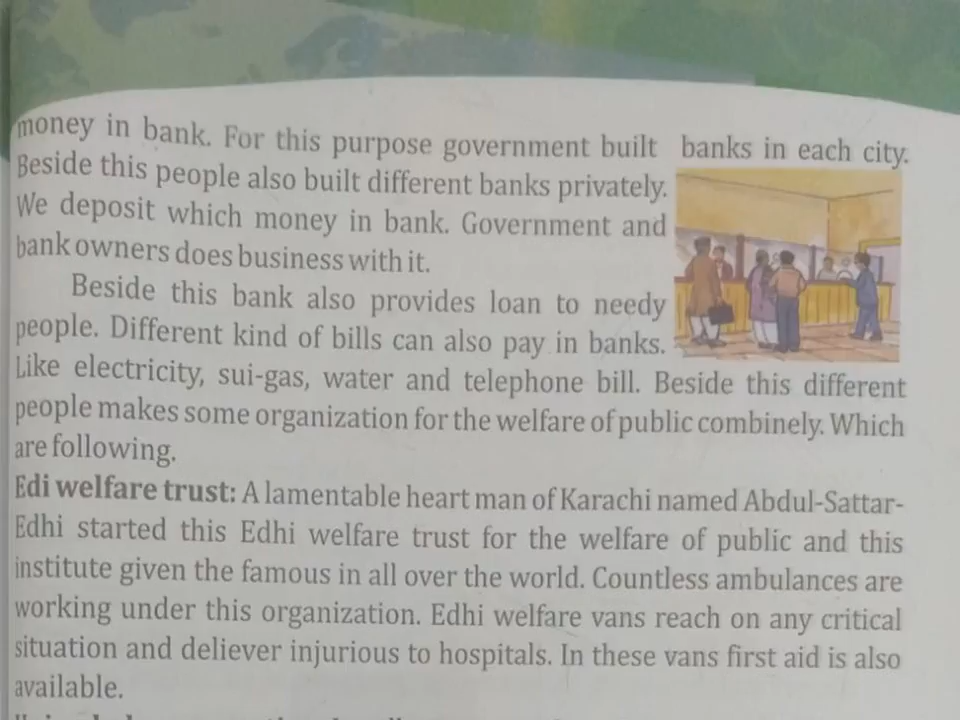 money in bank. For this purpose government built banks in each city.
Beside this people also built different banks privately.
We deposit which money in bank. Government and
bank owners does business with it.
Beside this bank also provides loan to needy
people. Different kind of bills can also pay in banks.
Like electricity, sui-gas, water and telephone bill. Beside this different
people makes some organization for the welfare of public combinely. Which
are following.
Edi welfare trust: A lamentable heart man of Karachi named Abdul-Sattar-
Edhi started this Edhi welfare trust for the welfare of public and this
institute given the famous in all over the world. Countless ambulances are
working under this organization. Edhi welfare vans reach on any critical
situation and deliever injurious to hospitals. In these vans first aid is also
available.